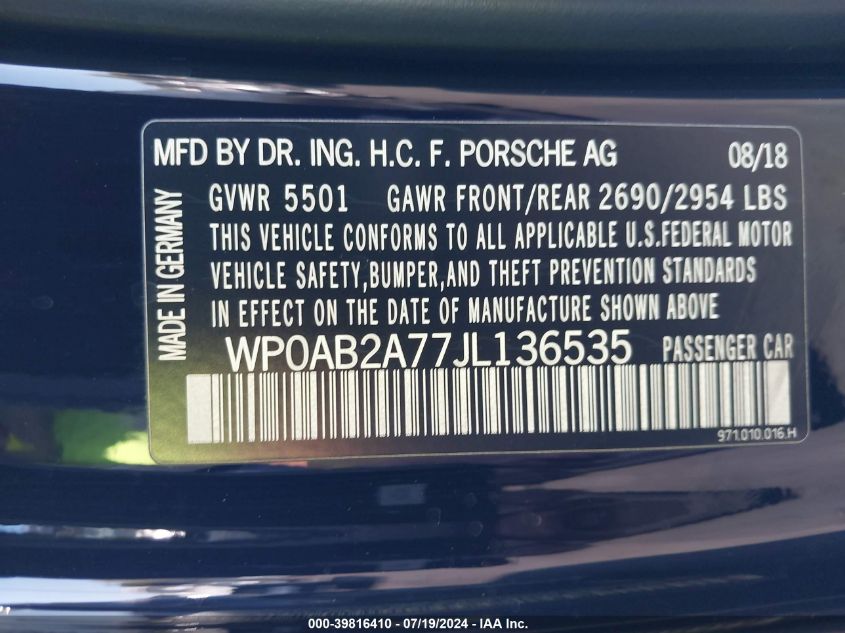 MFD BY DR. ING. H.C. F. PORSCHE AG 08/18
GVWR 5501 GAWR FRONT/REAR 2690/2954 LBS
THIS VEHICLE CONFORMS TO ALL APPLICABLE U.S.FEDERAL MOTOR
VEHICLE SAFETY,BUMPER,AND THEFT PREVENTION STANDARDS
IN EFFECT ON THE DATE OF MANUFACTURE SHOWN ABOVE
MADE IN GERMANY
WP0AB2A77JL136535 PASSENGER CAR
971.010.016.H
000-39816410 - 07/19/2024 - IAA Inc.